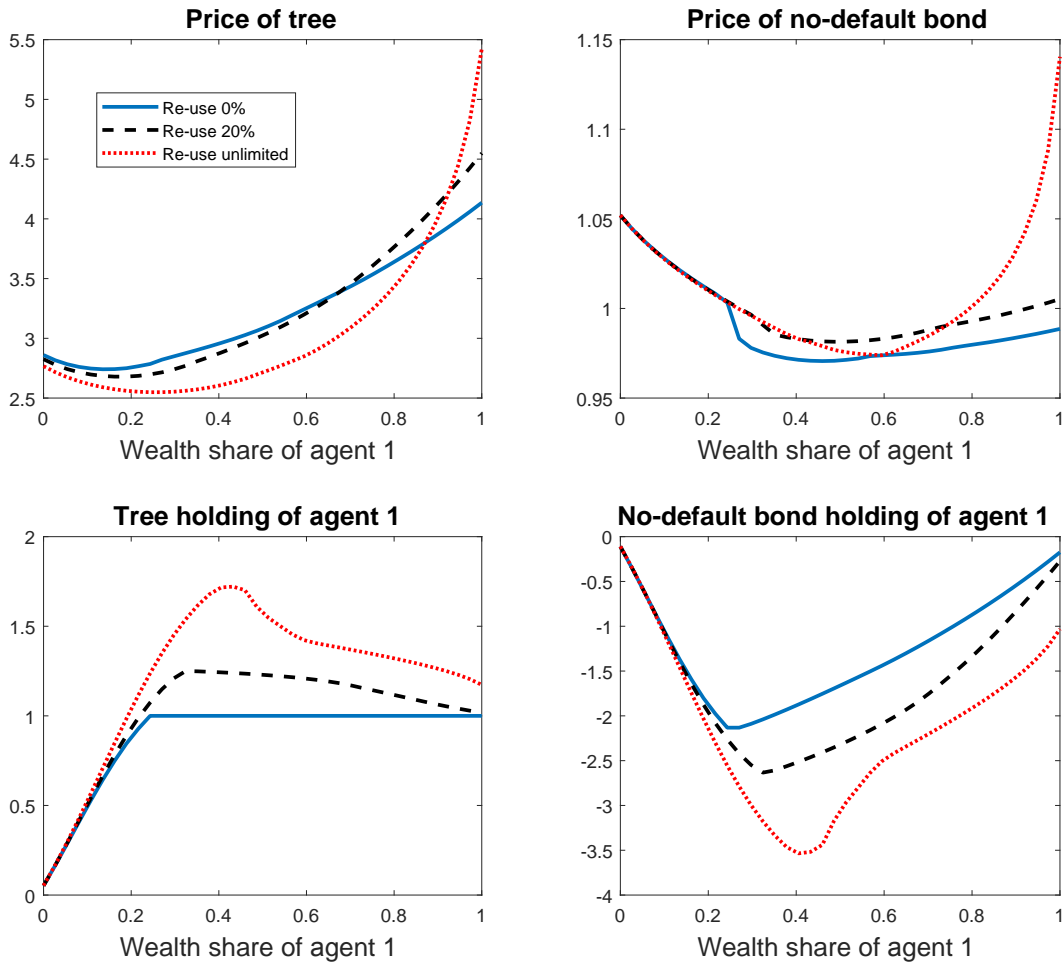 Price of tree
5.5
5
4.5
4
3.5
3
2.5
0 0.2 0.4 0.6 0.8 1
Wealth share of agent 1
Re-use 0%
Re-use 20%
Re-use unlimited
Price of no-default bond
1.15
1.1
1.05
1
0.95
0 0.2 0.4 0.6 0.8 1
Wealth share of agent 1
Tree holding of agent 1
2
1.5
1
0.5
0
0 0.2 0.4 0.6 0.8 1
Wealth share of agent 1
No-default bond holding of agent 1
0
-0.5
-1
-1.5
-2
-2.5
-3
-3.5
-4
0 0.2 0.4 0.6 0.8 1
Wealth share of agent 1